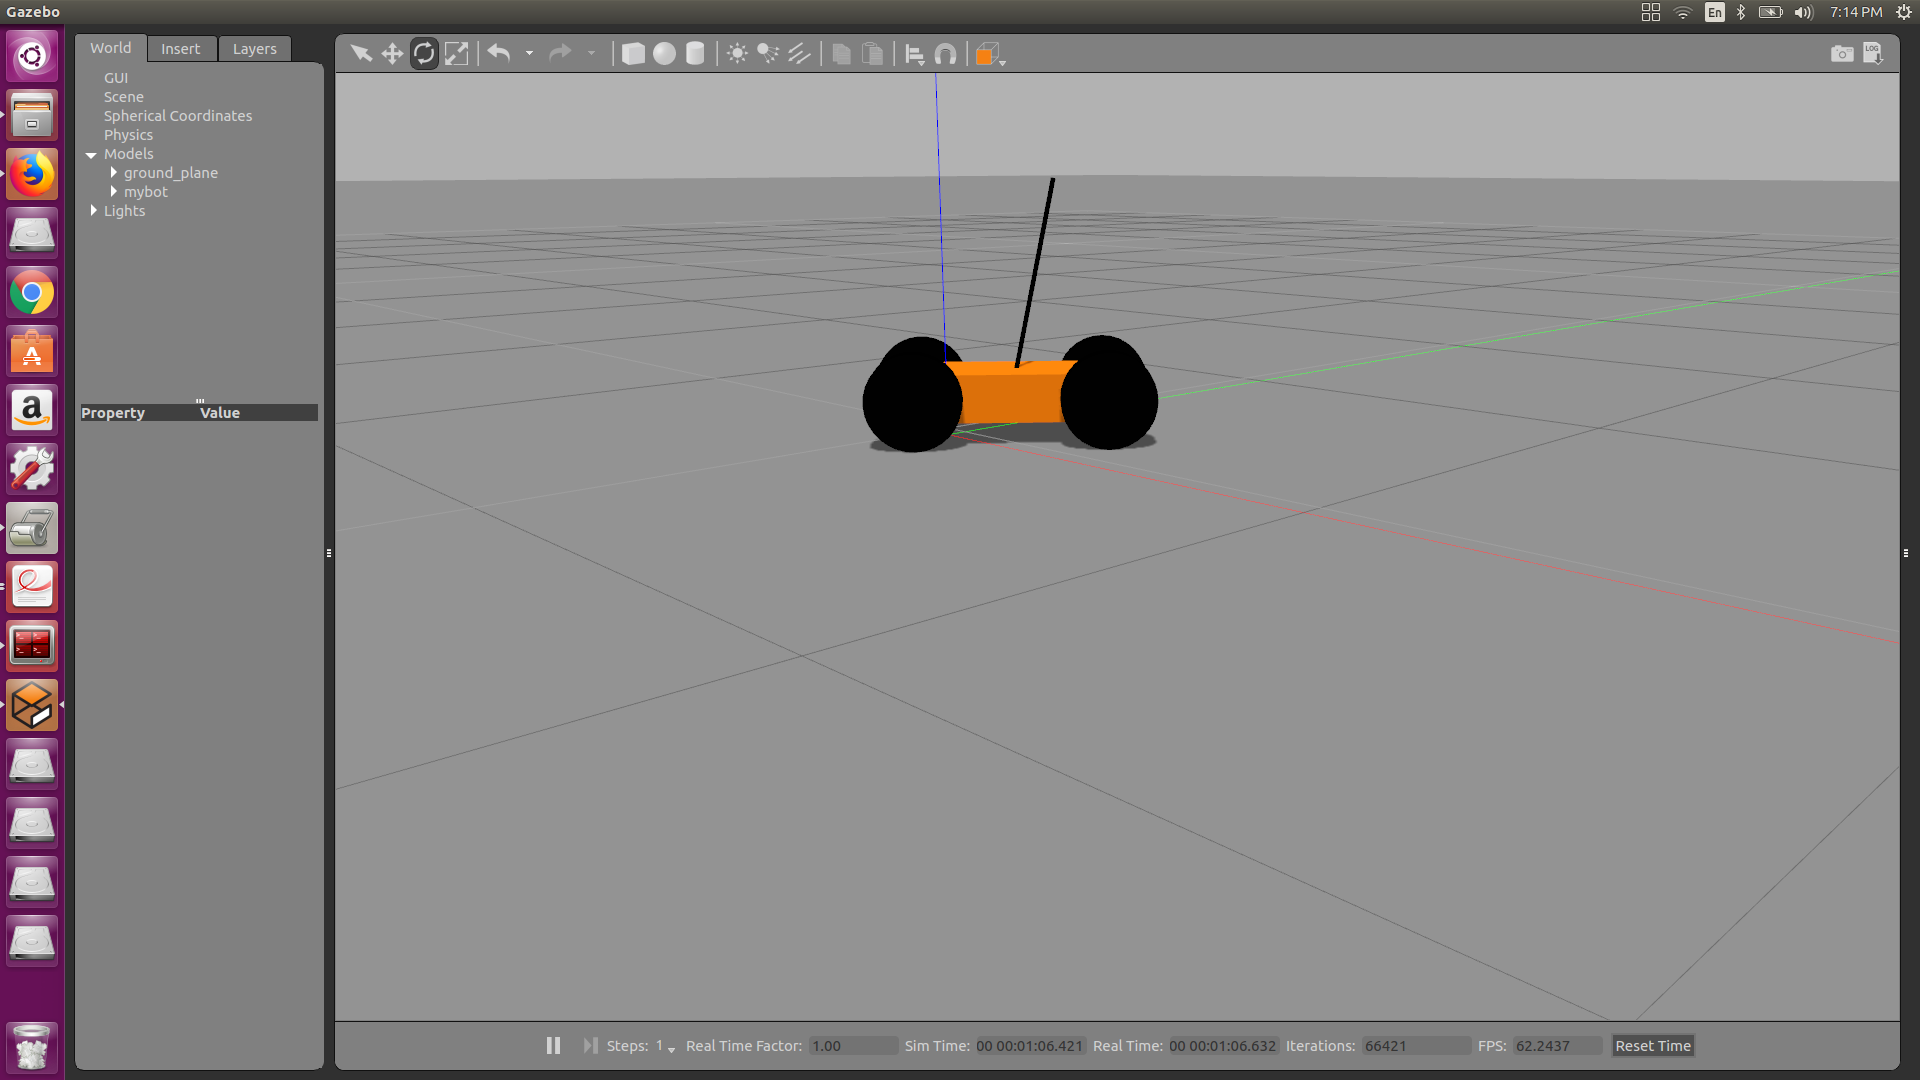 Gazebo
En
7:14 PM
World Insert Layers
LOG
GUI
Scene
Spherical Coordinates
Physics
Models
ground_plane
mybot
Lights
Property Value
Steps: 1 Real Time Factor: 1.00 Sim Time: 00 00:01:06.421 Real Time: 00 00:01:06.632 Iterations: 66421 FPS: 62.2437 Reset Time